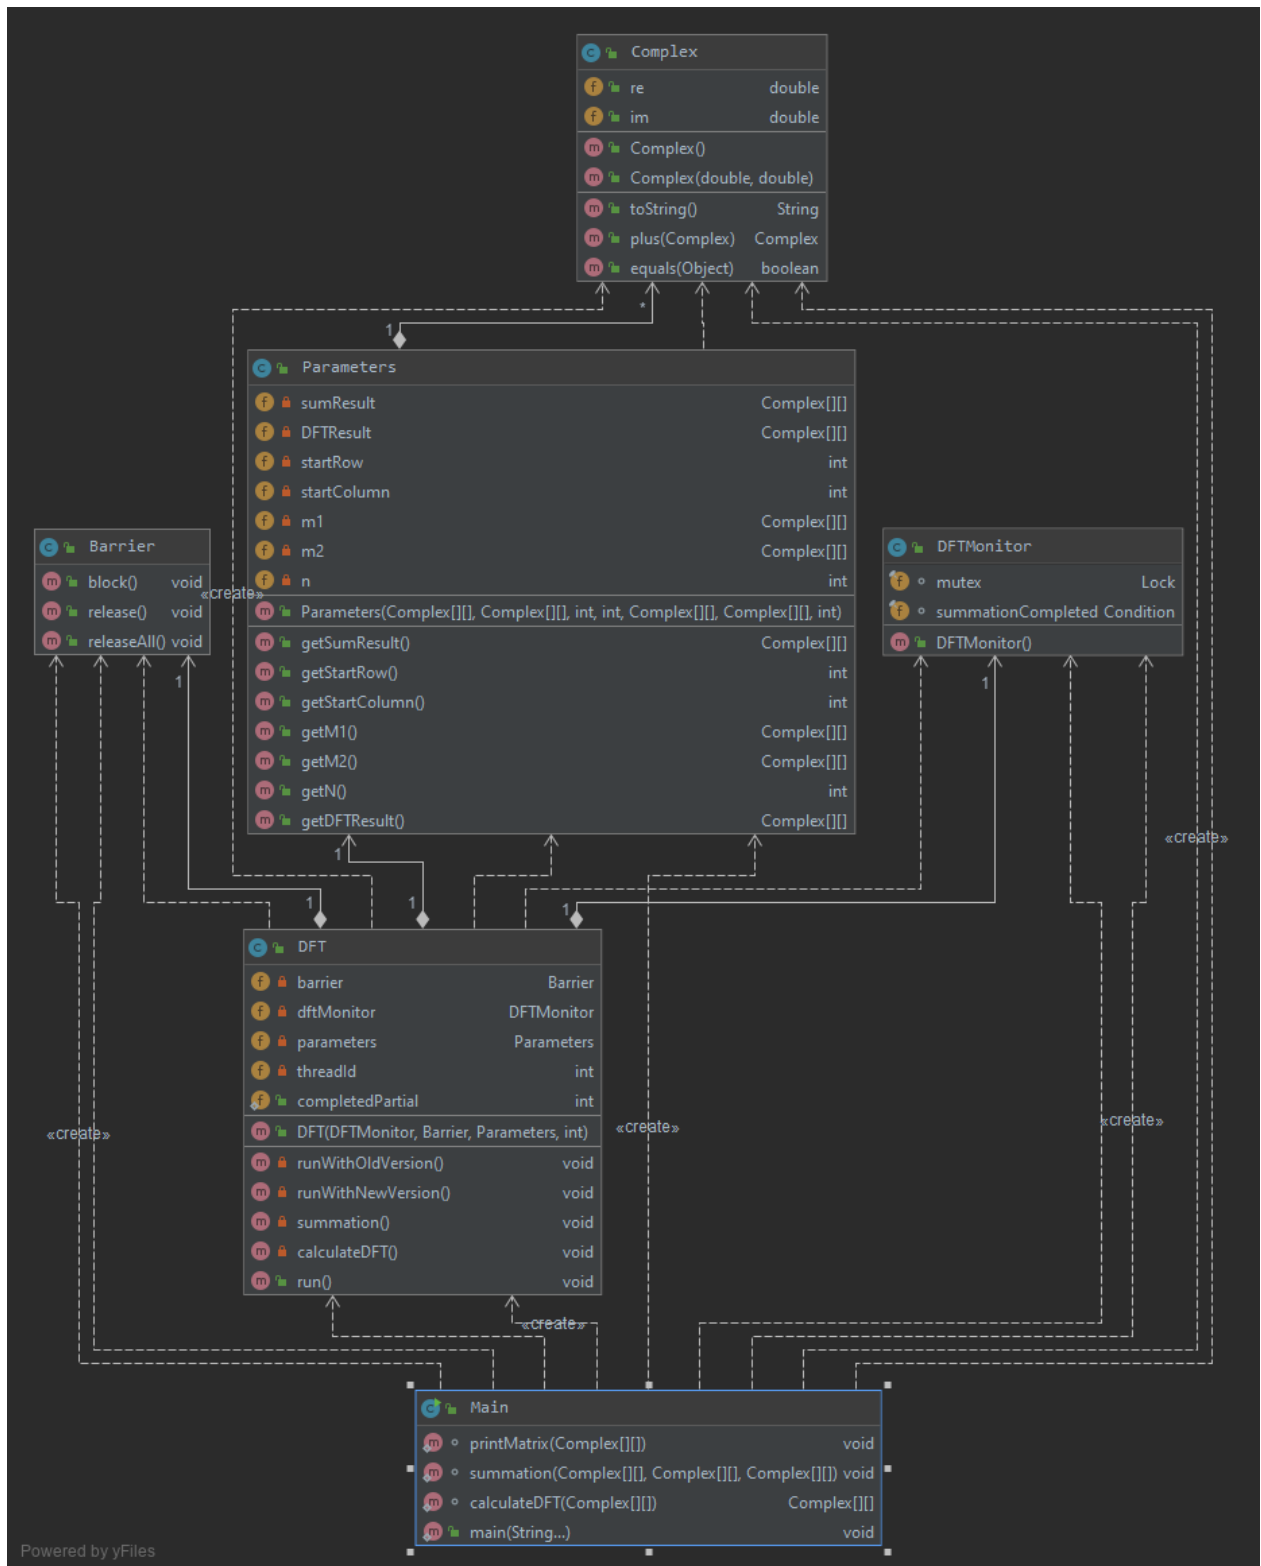 Complex
re double
im double
Complex()
Complex(double, double)
toString() String
plus(Complex) Complex
equals(Object) boolean
*
1
Parameters
sumResult Complex[][]
DFTResult Complex[][]
startRow int
startColumn int
m1 Complex[][]
m2 Complex[][]
n int
Parameters(Complex[][], Complex[][], int, int, Complex[][], Complex[][], int)
getSumResult() Complex[][]
getStartRow() int
getStartColumn() int
getM1() Complex[][]
getM2() Complex[][]
getN() int
getDFTResult() Complex[][]
Barrier
block() void
release() void
releaseAll() void
«create»
DFTMonitor
mutex Lock
summationCompleted Condition
DFTMonitor()
1
1
«create»
1
1
1
1
DFT
barrier Barrier
dftMonitor DFTMonitor
parameters Parameters
threadId int
completedPartial int
DFT(DFTMonitor, Barrier, Parameters, int)
runWithOldVersion() void
runWithNewVersion() void
summation() void
calculateDFT() void
run() void
«create»
«create»
«create»
«create»
Main
printMatrix(Complex[][]) void
summation(Complex[][], Complex[][], Complex[][]) void
calculateDFT(Complex[][]) Complex[][]
main(String...) void
Powered by yFiles